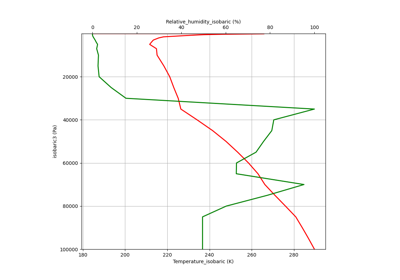 Relative_humidity_isobaric (%)
0 20 40 60 80 100
20000
40000
60000
80000
100000
isobaric3 (Pa)
180 200 220 240 260 280
Temperature_isobaric (K)